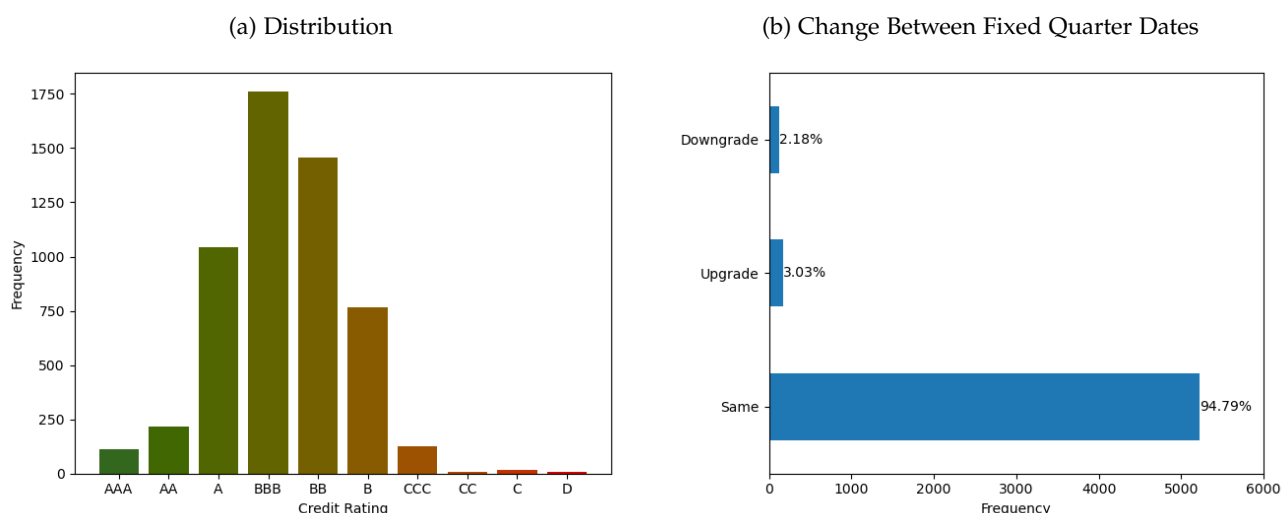 (a) Distribution
1750
1500
1250
1000
750
500
250
0
Frequency
AAA AA A BBB BB B CCC CC C D
Credit Rating
(b) Change Between Fixed Quarter Dates
Downgrade 2.18%
Upgrade 3.03%
Same 94.79%
0 1000 2000 3000 4000 5000 6000
Frequency